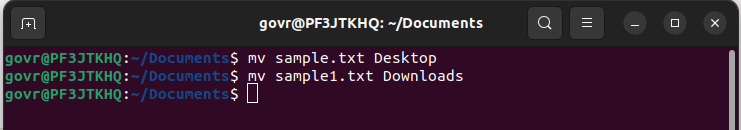 govr@PF3JTKHQ: ~/Documents
govr@PF3JTKHQ:~/Documents$ mv sample.txt Desktop
govr@PF3JTKHQ:~/Documents$ mv sample1.txt Downloads
govr@PF3JTKHQ:~/Documents$